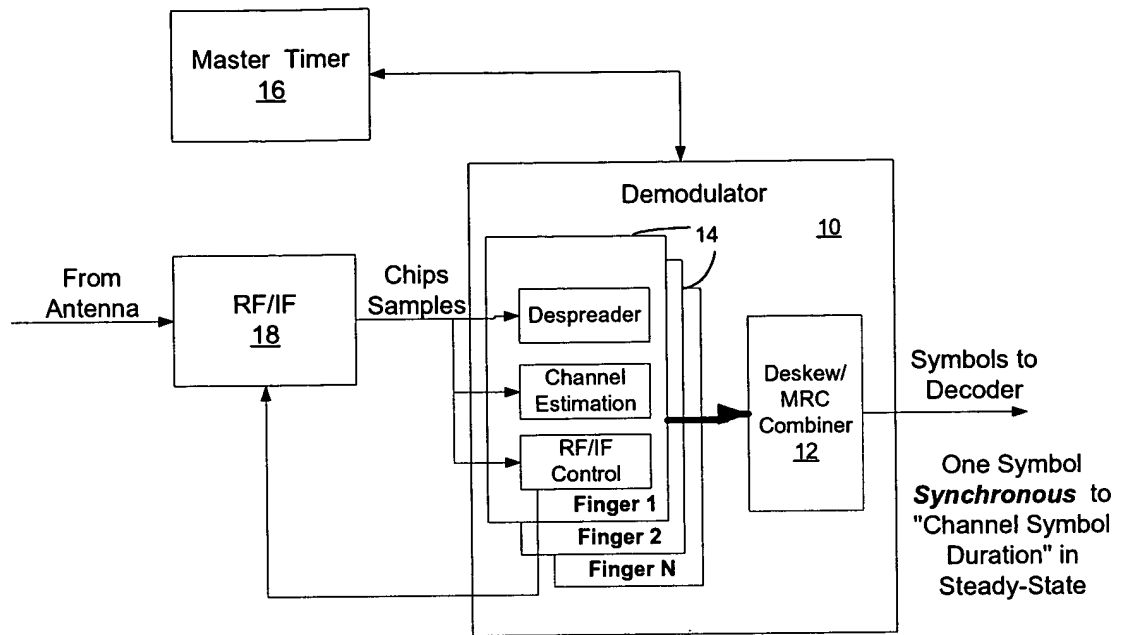 Master Timer
16
Demodulator
10
14
From
Antenna
RF/IF
18
Chips
Samples
Despreader
Channel
Estimation
RF/IF
Control
Finger 1
Finger 2
Finger N
Deskew/
MRC
Combiner
12
Symbols to
Decoder
One Symbol
Synchronous to
"Channel Symbol
Duration" in
Steady-State